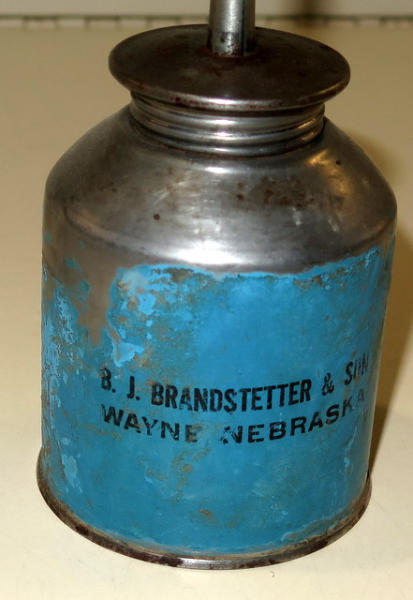 B. J. BRANDSTETTER & SON
WAYNE NEBRASKA